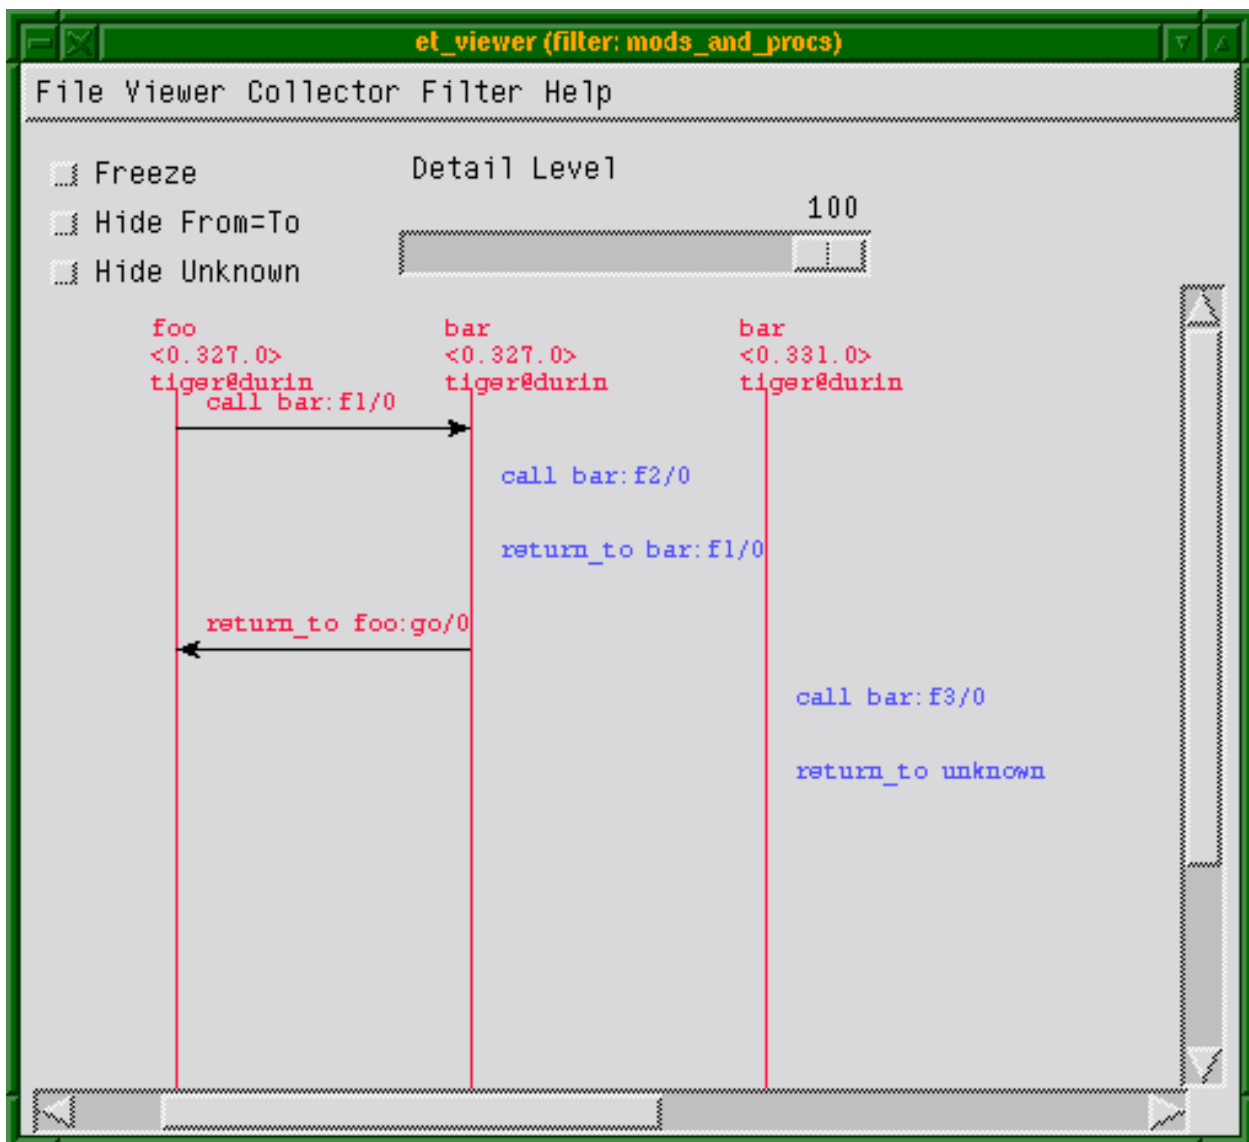 et_viewer (filter: mods_and_procs)
File Viewer Collector Filter Help
Freeze
Hide From=To
Hide Unknown
Detail Level
100
foo
<0.327.0>
tiger@durin
bar
<0.327.0>
tiger@durin
bar
<0.331.0>
tiger@durin
call bar:f1/0
call bar:f2/0
return_to bar:f1/0
return_to foo:go/0
call bar:f3/0
return_to unknown